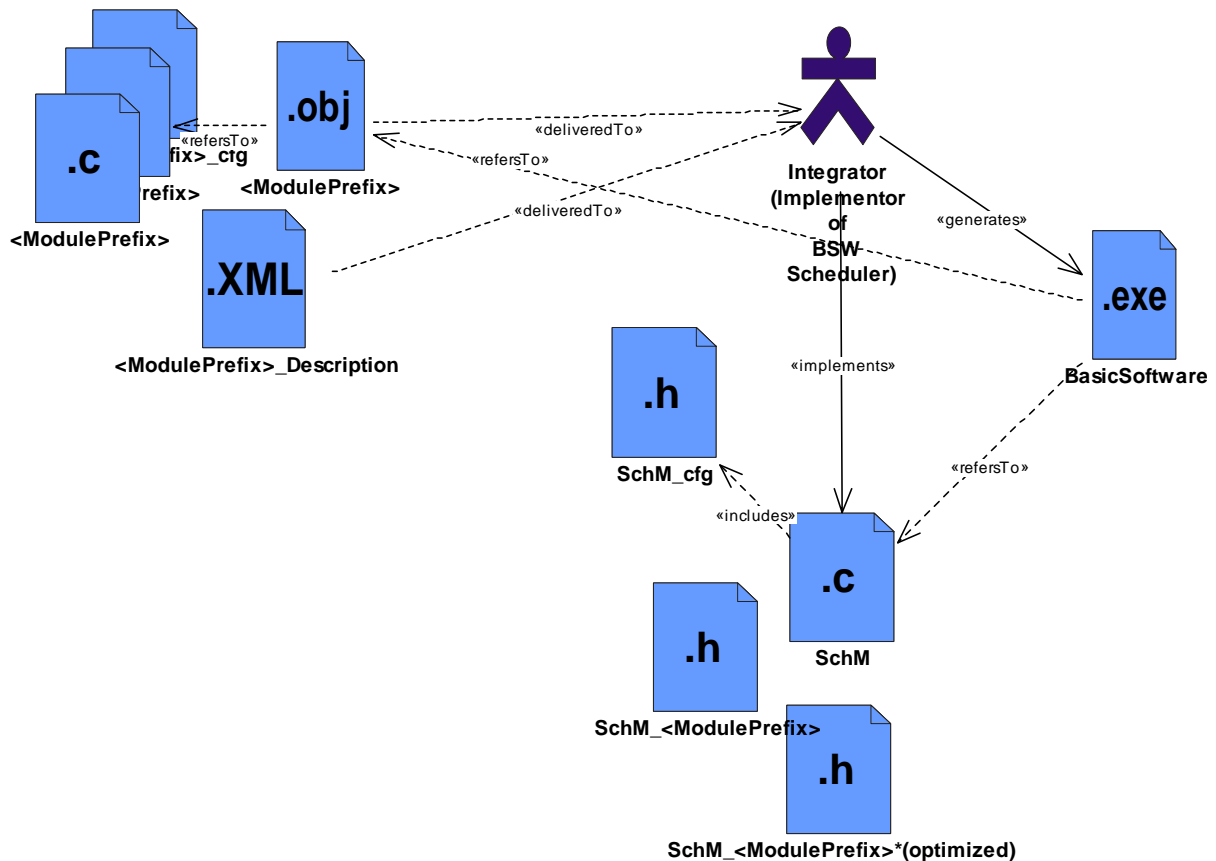 .obj
«deliveredTo»
«refersTo»
fix>_cfg
.c
Prefix>
<ModulePrefix>
<ModulePrefix>
«refersTo»
Integrator
(Implementor
of
BSW
Scheduler)
«deliveredTo»
«generates»
.XML
<ModulePrefix>_Description
.exe
BasicSoftware
«implements»
.h
SchM_cfg
«refersTo»
«includes»
.c
SchM
.h
SchM_<ModulePrefix>
.h
SchM_<ModulePrefix>*(optimized)